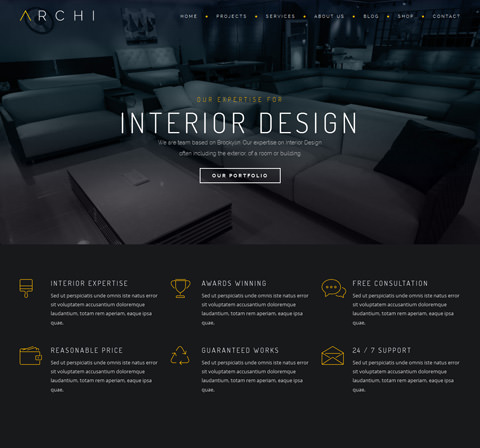 ARCHI
HOME PROJECTS SERVICES ABOUT US BLOG SHOP CONTACT
OUR EXPERTISE FOR
INTERIOR DESIGN
We are team based on Brooklyn. Our expertise on Interior Design
often including the exterior, of a room or building.
OUR PORTFOLIO
INTERIOR EXPERTISE
Sed ut perspiciatis unde omnis iste natus error
sit voluptatem accusantium doloremque
laudantium, totam rem aperiam, eaque ipsa
quae.
AWARDS WINNING
Sed ut perspiciatis unde omnis iste natus error
sit voluptatem accusantium doloremque
laudantium, totam rem aperiam, eaque ipsa
quae.
FREE CONSULTATION
Sed ut perspiciatis unde omnis iste natus error
sit voluptatem accusantium doloremque
laudantium, totam rem aperiam, eaque ipsa
quae.
REASONABLE PRICE
Sed ut perspiciatis unde omnis iste natus error
sit voluptatem accusantium doloremque
laudantium, totam rem aperiam, eaque ipsa
quae.
GUARANTEED WORKS
Sed ut perspiciatis unde omnis iste natus error
sit voluptatem accusantium doloremque
laudantium, totam rem aperiam, eaque ipsa
quae.
24 / 7 SUPPORT
Sed ut perspiciatis unde omnis iste natus error
sit voluptatem accusantium doloremque
laudantium, totam rem aperiam, eaque ipsa
quae.